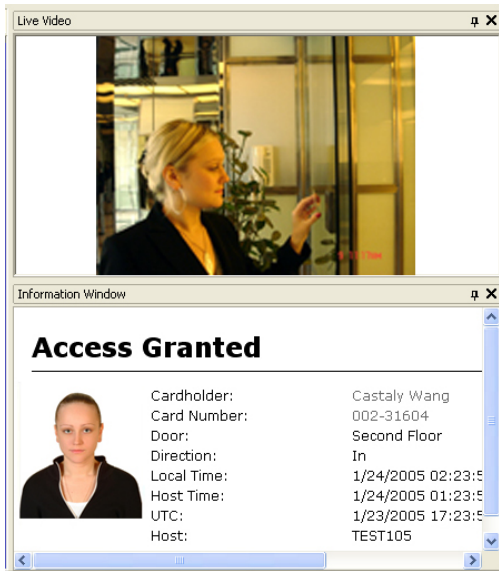 Live Video
Information Window
Access Granted
Cardholder: Castaly Wang
Card Number: 002-31604
Door: Second Floor
Direction: In
Local Time: 1/24/2005 02:23:5
Host Time: 1/24/2005 01:23:5
UTC: 1/23/2005 17:23:5
Host: TEST105